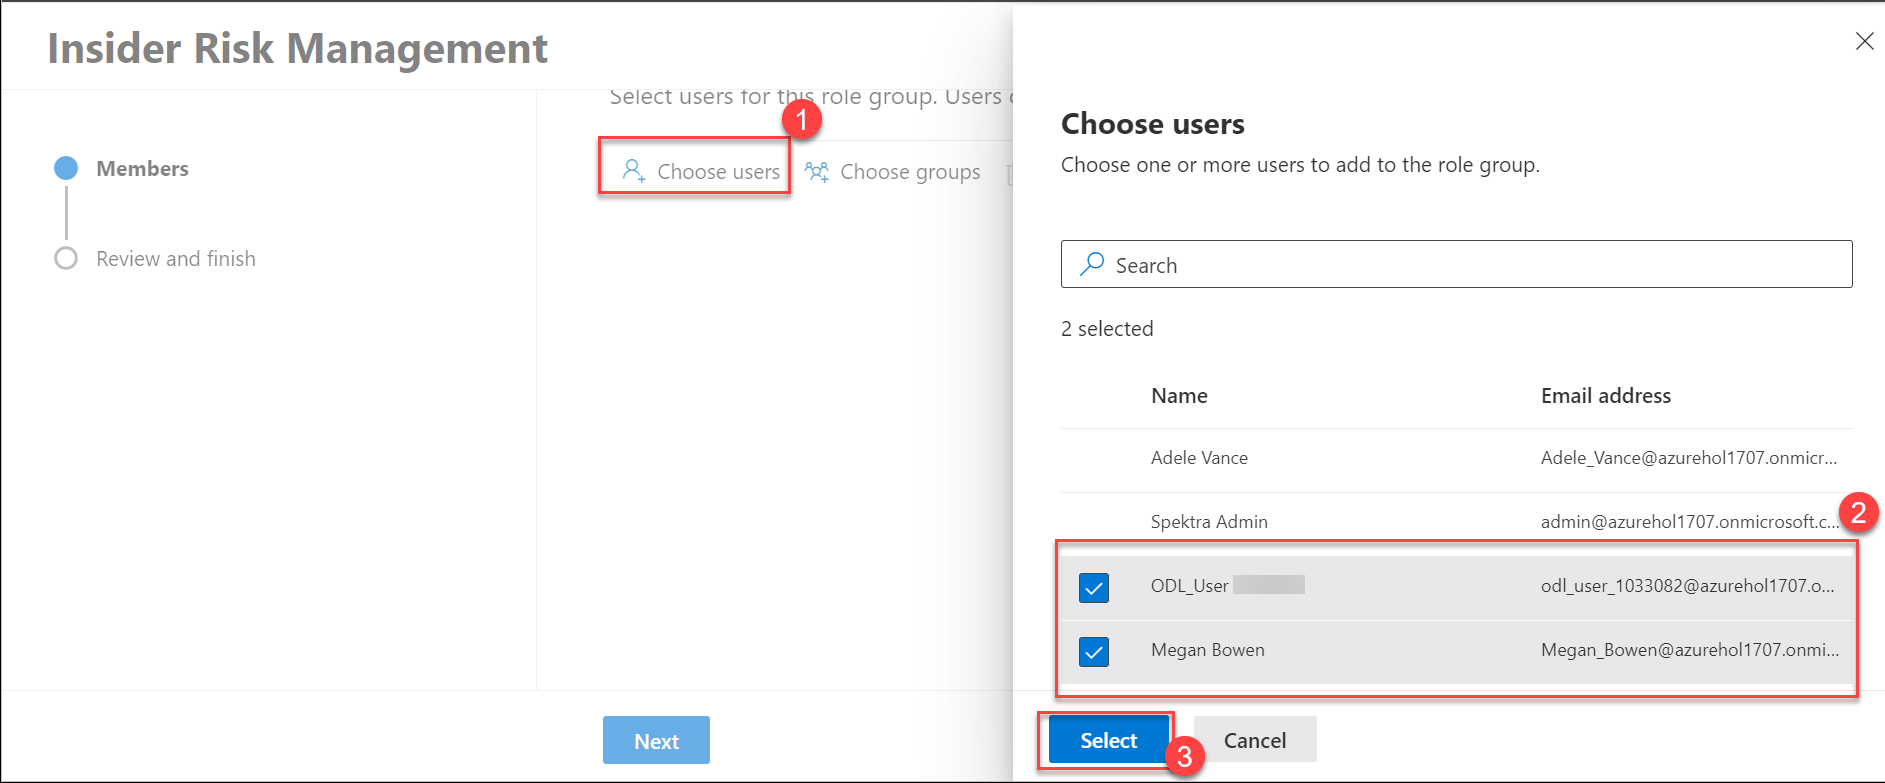 Insider Risk Management
Members
Review and finish
Select users for this role group. Users
1
Choose users
Choose groups
Next
Choose users
Choose one or more users to add to the role group.
Search
2 selected
Name Email address
Adele Vance Adele_Vance@azurehol1707.onmicr...
Spektra Admin admin@azurehol1707.onmicrosoft.c...
2
ODL_User odl_user_1033082@azurehol1707.o...
Megan Bowen Megan_Bowen@azurehol1707.onmi...
Select Cancel
3